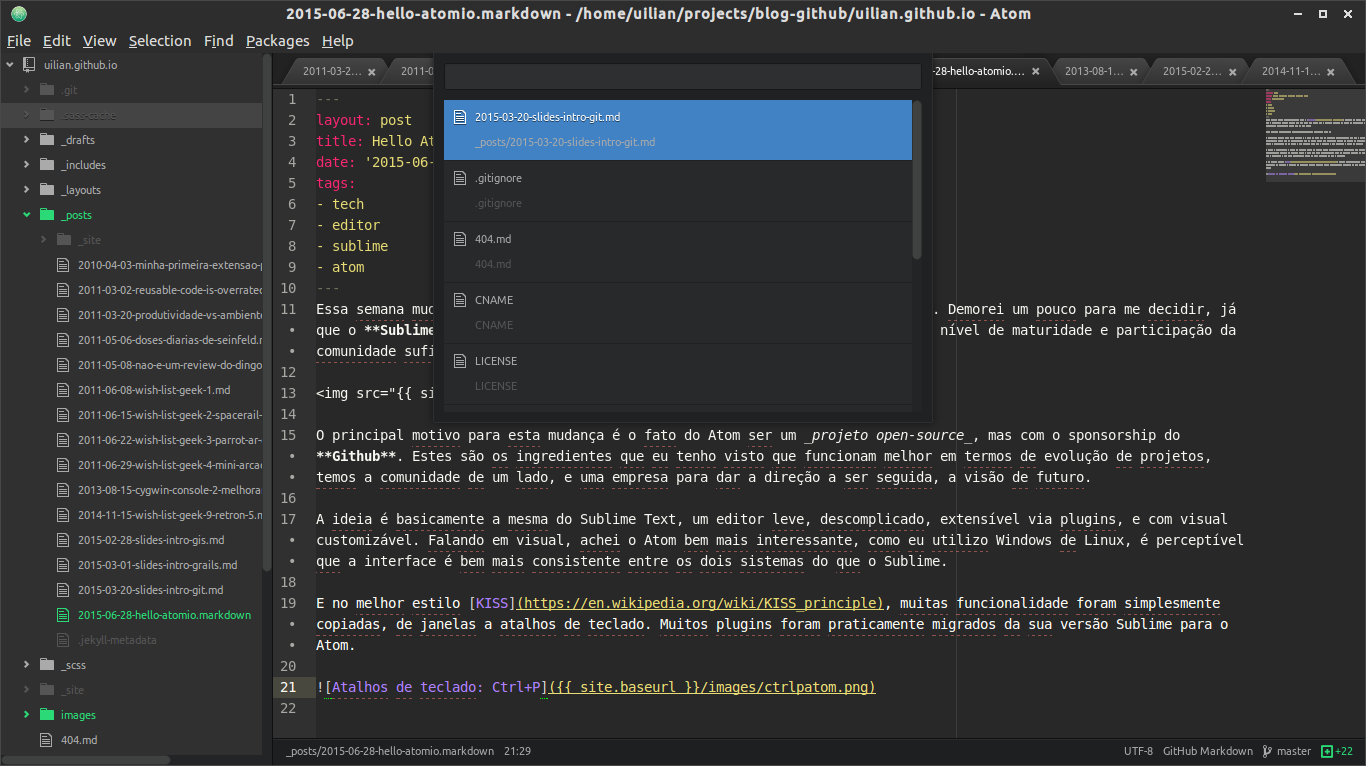 2015-06-28-hello-atomio.markdown - /home/uilian/projects/blog-github/uilian.github.io - Atom
File Edit View Selection Find Packages Help
uilian.github.io
.git
.sass-cache
_drafts
_includes
_layouts
_posts
_site
2010-04-03-minha-primeira-extensao-
2011-03-02-reusable-code-is-overrated
2011-03-20-produtividade-vs-ambiente
2011-05-06-doses-diarias-de-seinfeld.
2011-05-08-nao-e-um-review-do-dingo
2011-06-08-wish-list-geek-1.md
2011-06-15-wish-list-geek-2-spacerail-
2011-06-22-wish-list-geek-3-parrot-ar-
2011-06-29-wish-list-geek-4-mini-arca
2013-08-15-cygwin-console-2-melhora
2014-11-15-wish-list-geek-9-retron-5.
2015-02-28-slides-intro-gis.md
2015-03-01-slides-intro-grails.md
2015-03-20-slides-intro-git.md
2015-06-28-hello-atomio.markdown
.jekyll-metadata
_scss
_site
images
404.md
2011-03-2... 2011-0 -28-hello-atomio.... 2013-08-1... 2015-02-2... 2014-11-1...
2015-03-20-slides-intro-git.md
_posts/2015-03-20-slides-intro-git.md
.gitignore
.gitignore
404.md
404.md
CNAME
CNAME
LICENSE
LICENSE
1 ---
2 layout: post
3 title: Hello At
4 date: '2015-06-
5 tags:
6 - tech
7 - editor
8 - sublime
9 - atom
10 ---
11 Essa semana mud . Demorei um pouco para me decidir, já
• que o **Sublime nível de maturidade e participação da
• comunidade sufi
12
13 <img src="{{ si
14
15 O principal motivo para esta mudança é o fato do Atom ser um _projeto open-source_, mas com o sponsorship do
• **Github**. Estes são os ingredientes que eu tenho visto que funcionam melhor em termos de evolução de projetos,
• temos a comunidade de um lado, e uma empresa para dar a direção a ser seguida, a visão de futuro.
16
17 A ideia é basicamente a mesma do Sublime Text, um editor leve, descomplicado, extensível via plugins, e com visual
• customizável. Falando em visual, achei o Atom bem mais interessante, como eu utilizo Windows de Linux, é perceptível
• que a interface é bem mais consistente entre os dois sistemas do que o Sublime.
18
19 E no melhor estilo [KISS](https://en.wikipedia.org/wiki/KISS_principle), muitas funcionalidade foram simplesmente
• copiadas, de janelas a atalhos de teclado. Muitos plugins foram praticamente migrados da sua versão Sublime para o
• Atom.
20
21 ![Atalhos de teclado: Ctrl+P]({{ site.baseurl }}/images/ctrlpatom.png)
22
_posts/2015-06-28-hello-atomio.markdown 21:29 UTF-8 GitHub Markdown master +22